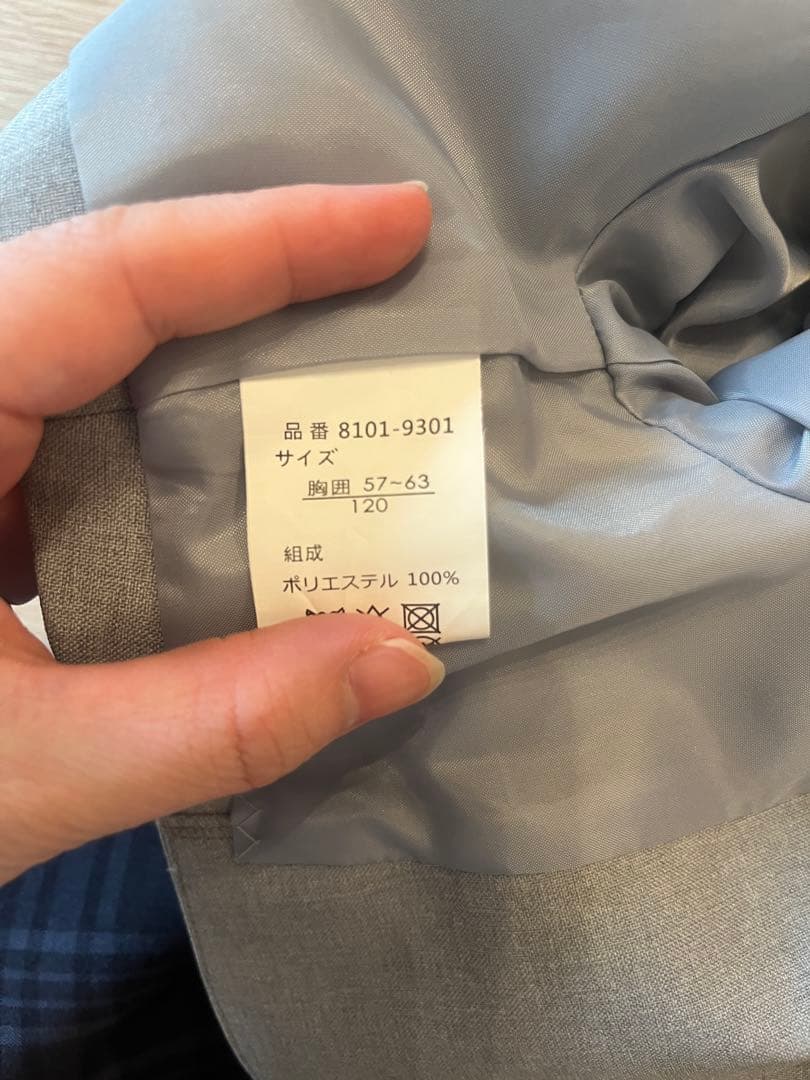 品番 8101-9301
サイズ
胸囲 57~63
120
組成
ポリエステル 100%